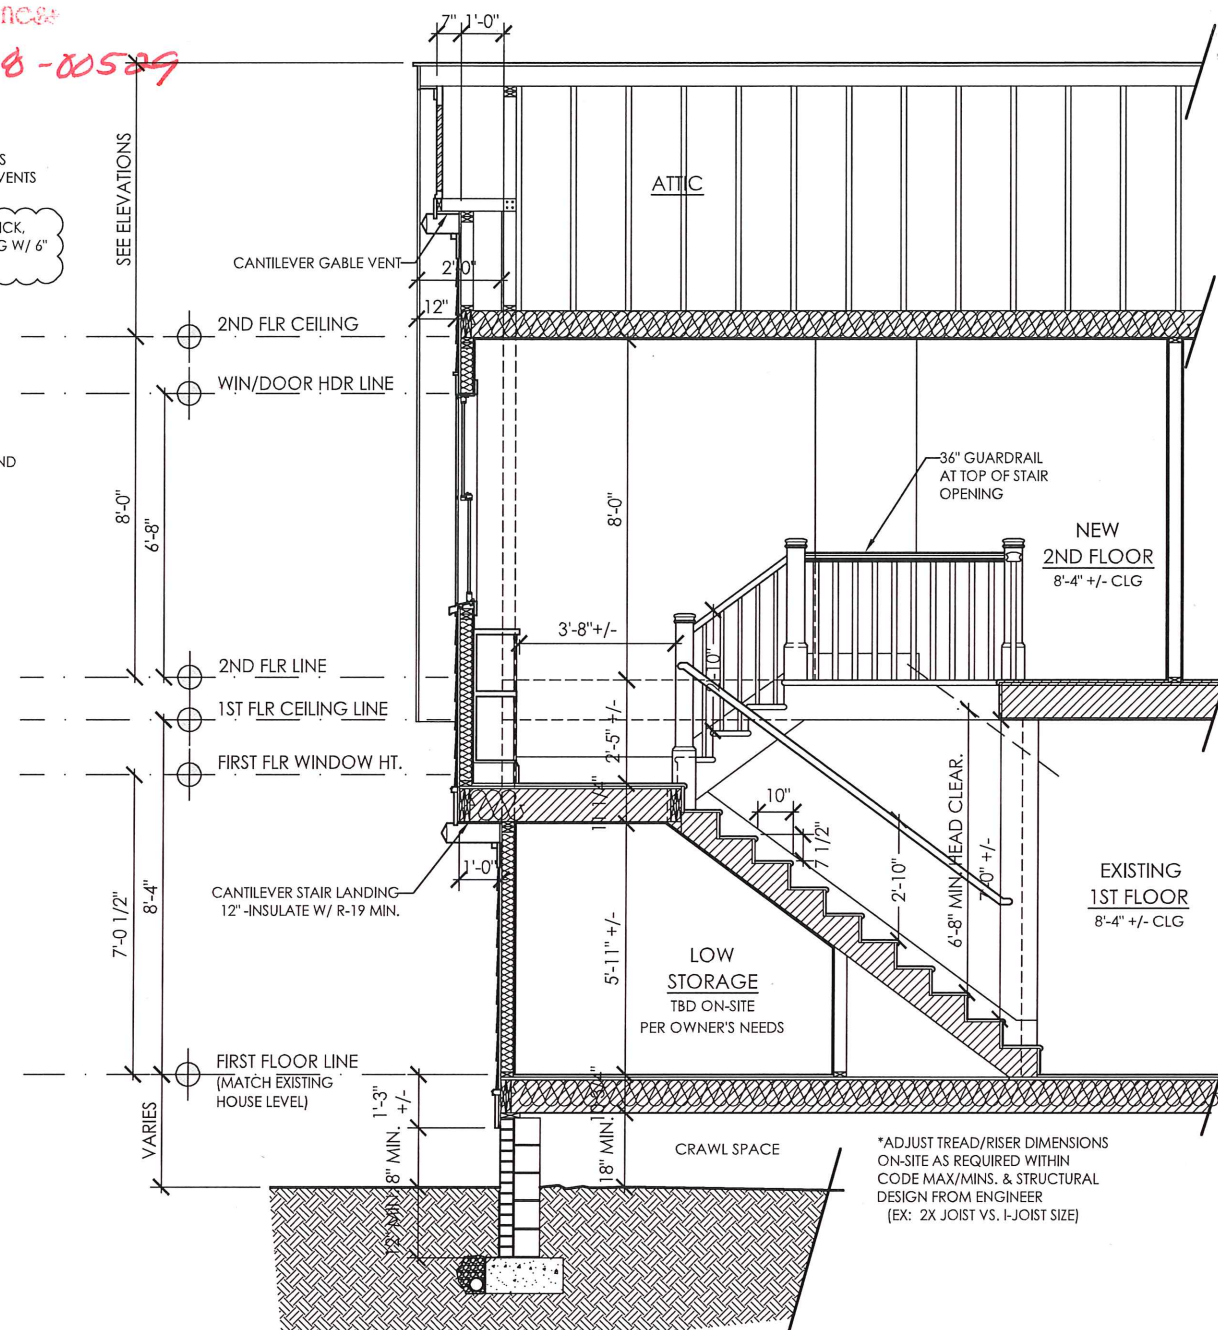 8-00509
7" 1'-0"
SEE ELEVATIONS
VENTS
W/ 6"
ATTIC
CANTILEVER GABLE VENT
2'-0"
12"
2ND FLR CEILING
WIN/DOOR HDR LINE
36" GUARDRAIL
AT TOP OF STAIR
OPENING
8'-0"
6'-8"
8'-0"
NEW
2ND FLOOR
8'-4" +/- CLG
3'-8"+/-
2ND FLR LINE
1ST FLR CEILING LINE
FIRST FLR WINDOW HT.
2'-5" +/-
11 1/4"
10"
7 1/2"
2'-10"
6'-8" MIN. HEAD CLEAR.
7'-0" +/-
1'-0"
CANTILEVER STAIR LANDING
12" -INSULATE W/ R-19 MIN.
EXISTING
1ST FLOOR
8'-4" +/- CLG
7'-0 1/2"
8'-4"
5'-11" +/-
LOW
STORAGE
TBD ON-SITE
PER OWNER'S NEEDS
FIRST FLOOR LINE
(MATCH EXISTING
HOUSE LEVEL)
VARIES
1'-3"
+/-
8" MIN.
12" MIN.
18" MIN.
CRAWL SPACE
*ADJUST TREAD/RISER DIMENSIONS
ON-SITE AS REQUIRED WITHIN
CODE MAX/MINS. & STRUCTURAL
DESIGN FROM ENGINEER
(EX: 2X JOIST VS. I-JOIST SIZE)